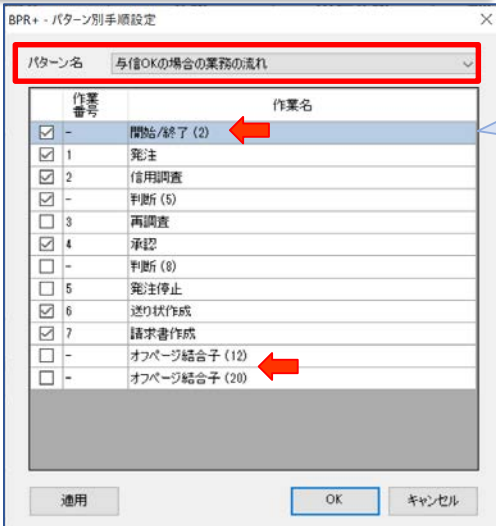 BPR+ - パターン別手順設定
パターン名 与信OKの場合の業務の流れ
作業番号 作業名
- 開始/終了 (2)
1 発注
2 信用調査
- 判断 (5)
3 再調査
4 承認
- 判断 (8)
5 発注停止
6 送り状作成
7 請求書作成
- オフページ結合子 (12)
- オフページ結合子 (20)
適用 OK キャンセル